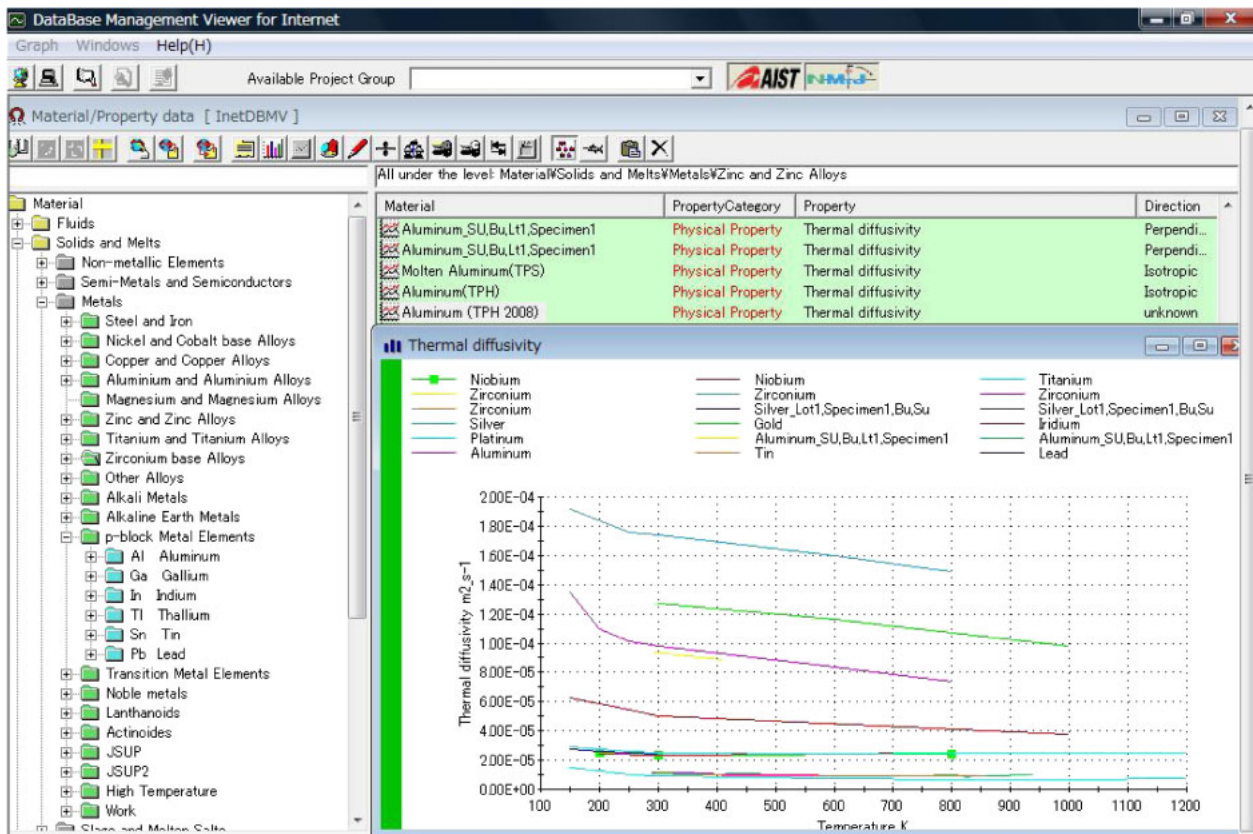 DataBase Management Viewer for Internet
Graph Windows Help(H)
Available Project Group
AIST NMIJ
Material/Property data [ InetDBMV ]
All under the level: Material¥Solids and Melts¥Metals¥Zinc and Zinc Alloys
Material
Fluids
Solids and Melts
Non-metallic Elements
Semi-Metals and Semiconductors
Metals
Steel and Iron
Nickel and Cobalt base Alloys
Copper and Copper Alloys
Aluminium and Aluminium Alloys
Magnesium and Magnesium Alloys
Zinc and Zinc Alloys
Titanium and Titanium Alloys
Zirconium base Alloys
Other Alloys
Alkali Metals
Alkaline Earth Metals
p-block Metal Elements
Al Aluminum
Ga Gallium
In Indium
Tl Thallium
Sn Tin
Pb Lead
Transition Metal Elements
Noble metals
Lanthanoids
Actinoides
JSUP
JSUP2
High Temperature
Work
Slags and Molten Salts
Material PropertyCategory Property Direction
Aluminum_SU,Bu,Lt1,Specimen1 Physical Property Thermal diffusivity Perpendi...
Aluminum_SU,Bu,Lt1,Specimen1 Physical Property Thermal diffusivity Perpendi...
Molten Aluminum(TPS) Physical Property Thermal diffusivity Isotropic
Aluminum(TPH) Physical Property Thermal diffusivity Isotropic
Aluminum (TPH 2008) Physical Property Thermal diffusivity unknown
Thermal diffusivity
Niobium Niobium Titanium
Zirconium Zirconium Zirconium
Zirconium Silver_Lot1,Specimen1,Bu,Su Silver_Lot1,Specimen1,Bu,Su
Silver Gold Iridium
Platinum Aluminum_SU,Bu,Lt1,Specimen1 Aluminum_SU,Bu,Lt1,Specimen1
Aluminum Tin Lead
Thermal diffusivity m2_s-1
2.00E-04
1.80E-04
1.60E-04
1.40E-04
1.20E-04
1.00E-04
8.00E-05
6.00E-05
4.00E-05
2.00E-05
0.00E+00
100 200 300 400 500 600 700 800 900 1000 1100 1200
Temperature K